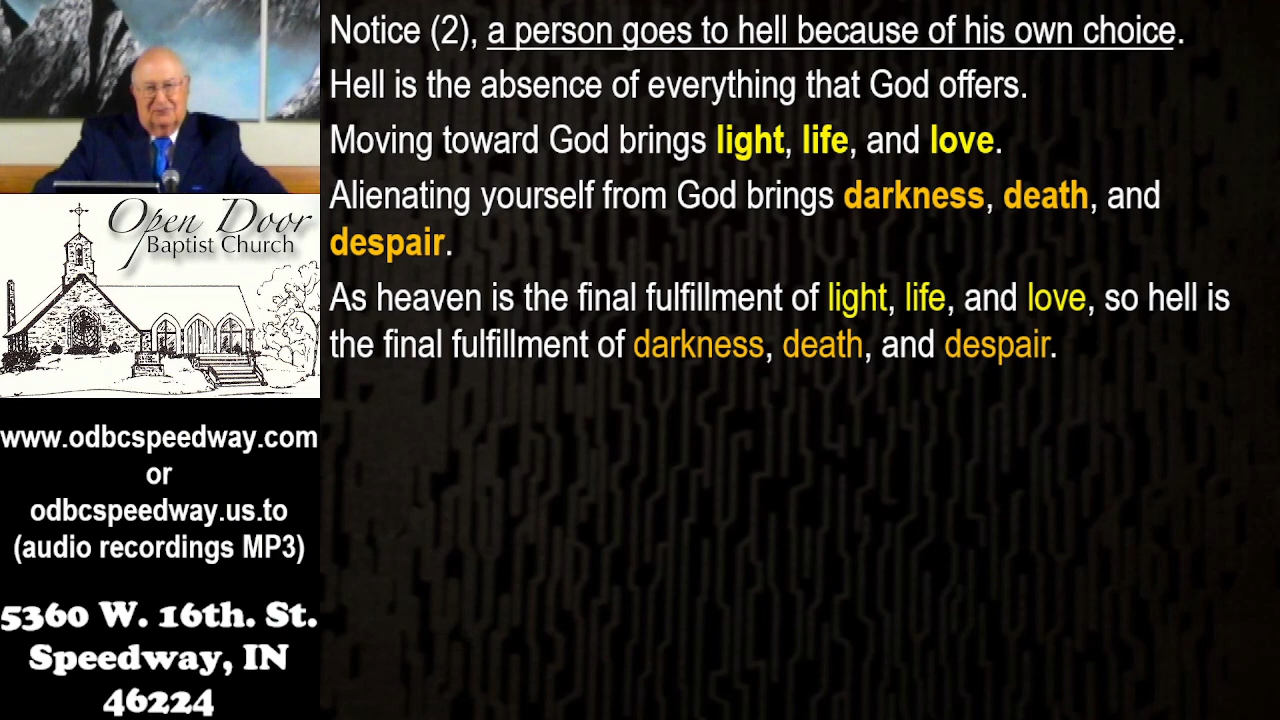 Notice (2), a person goes to hell because of his own choice.
Hell is the absence of everything that God offers.
Moving toward God brings light, life, and love.
Alienating yourself from God brings darkness, death, and
despair.
As heaven is the final fulfillment of light, life, and love, so hell is
the final fulfillment of darkness, death, and despair.
Open Door
Baptist Church
www.odbcspeedway.com
or
odbcspeedway.us.to
(audio recordings MP3)
5360 W. 16th. St.
Speedway, IN
46224